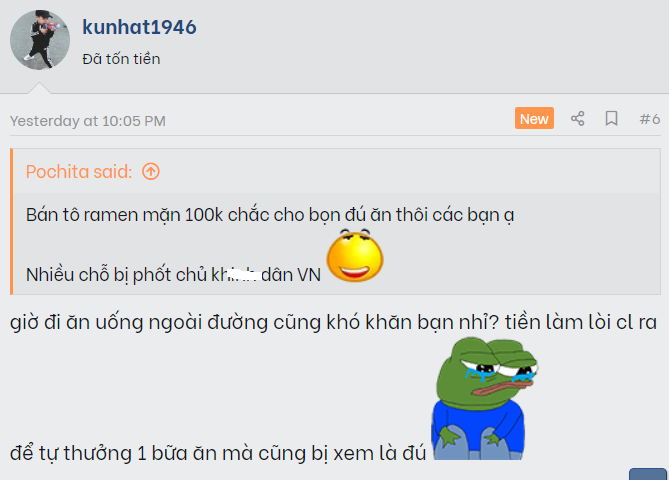 kunhat1946
Đã tốn tiền
Yesterday at 10:05 PM
New
#6
Pochita said:
Bán tô ramen mặn 100k chắc cho bọn đú ăn thôi các bạn ạ
Nhiều chỗ bị phốt chủ khinh dân VN
giờ đi ăn uống ngoài đường cũng khó khăn bạn nhỉ? tiền làm lòi cl ra
để tự thưởng 1 bữa ăn mà cũng bị xem là đú